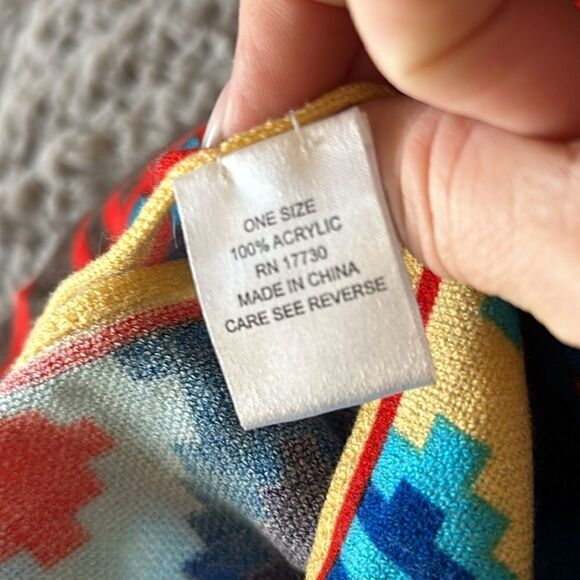 ONE SIZE
100% ACRYLIC
RN 17730
MADE IN CHINA
CARE SEE REVERSE